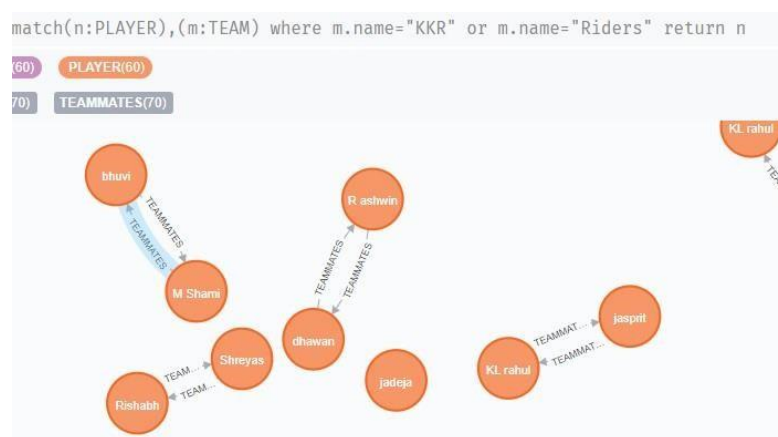 match(n:PLAYER),(m:TEAM) where m.name="KKR" or m.name="Riders" return n
(60) PLAYER(60)
70) TEAMMATES(70)
KL rahul
bhuvi
TEAMMATES
TEAMMATES
R ashwin
TEAMMATES
TEAMMATES
M Shami
jasprit
TEAMMAT...
TEAMMAT...
dhawan
Shreyas
TEAM...
TEAM...
KL rahul
jadeja
Rishabh